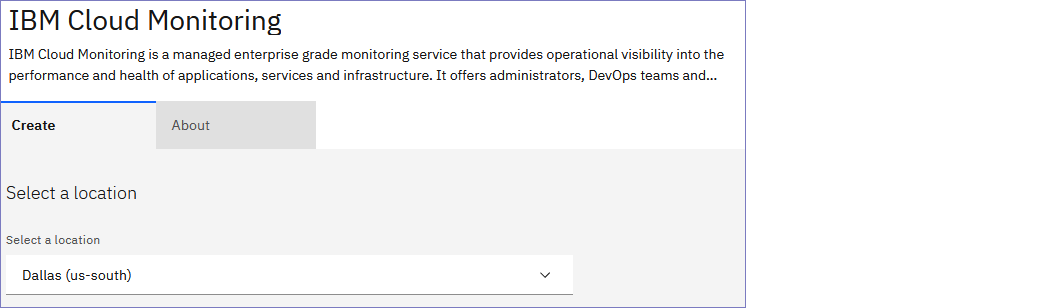 IBM Cloud Monitoring
IBM Cloud Monitoring is a managed enterprise grade monitoring service that provides operational visibility into the
performance and health of applications, services and infrastructure. It offers administrators, DevOps teams and...
Create
About
Select a location
Select a location
Dallas (us-south)